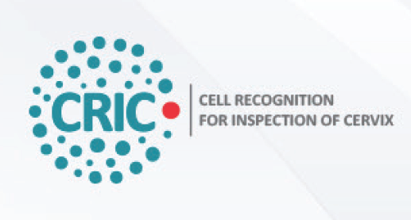 CRIC
CELL RECOGNITION
FOR INSPECTION OF CERVIX